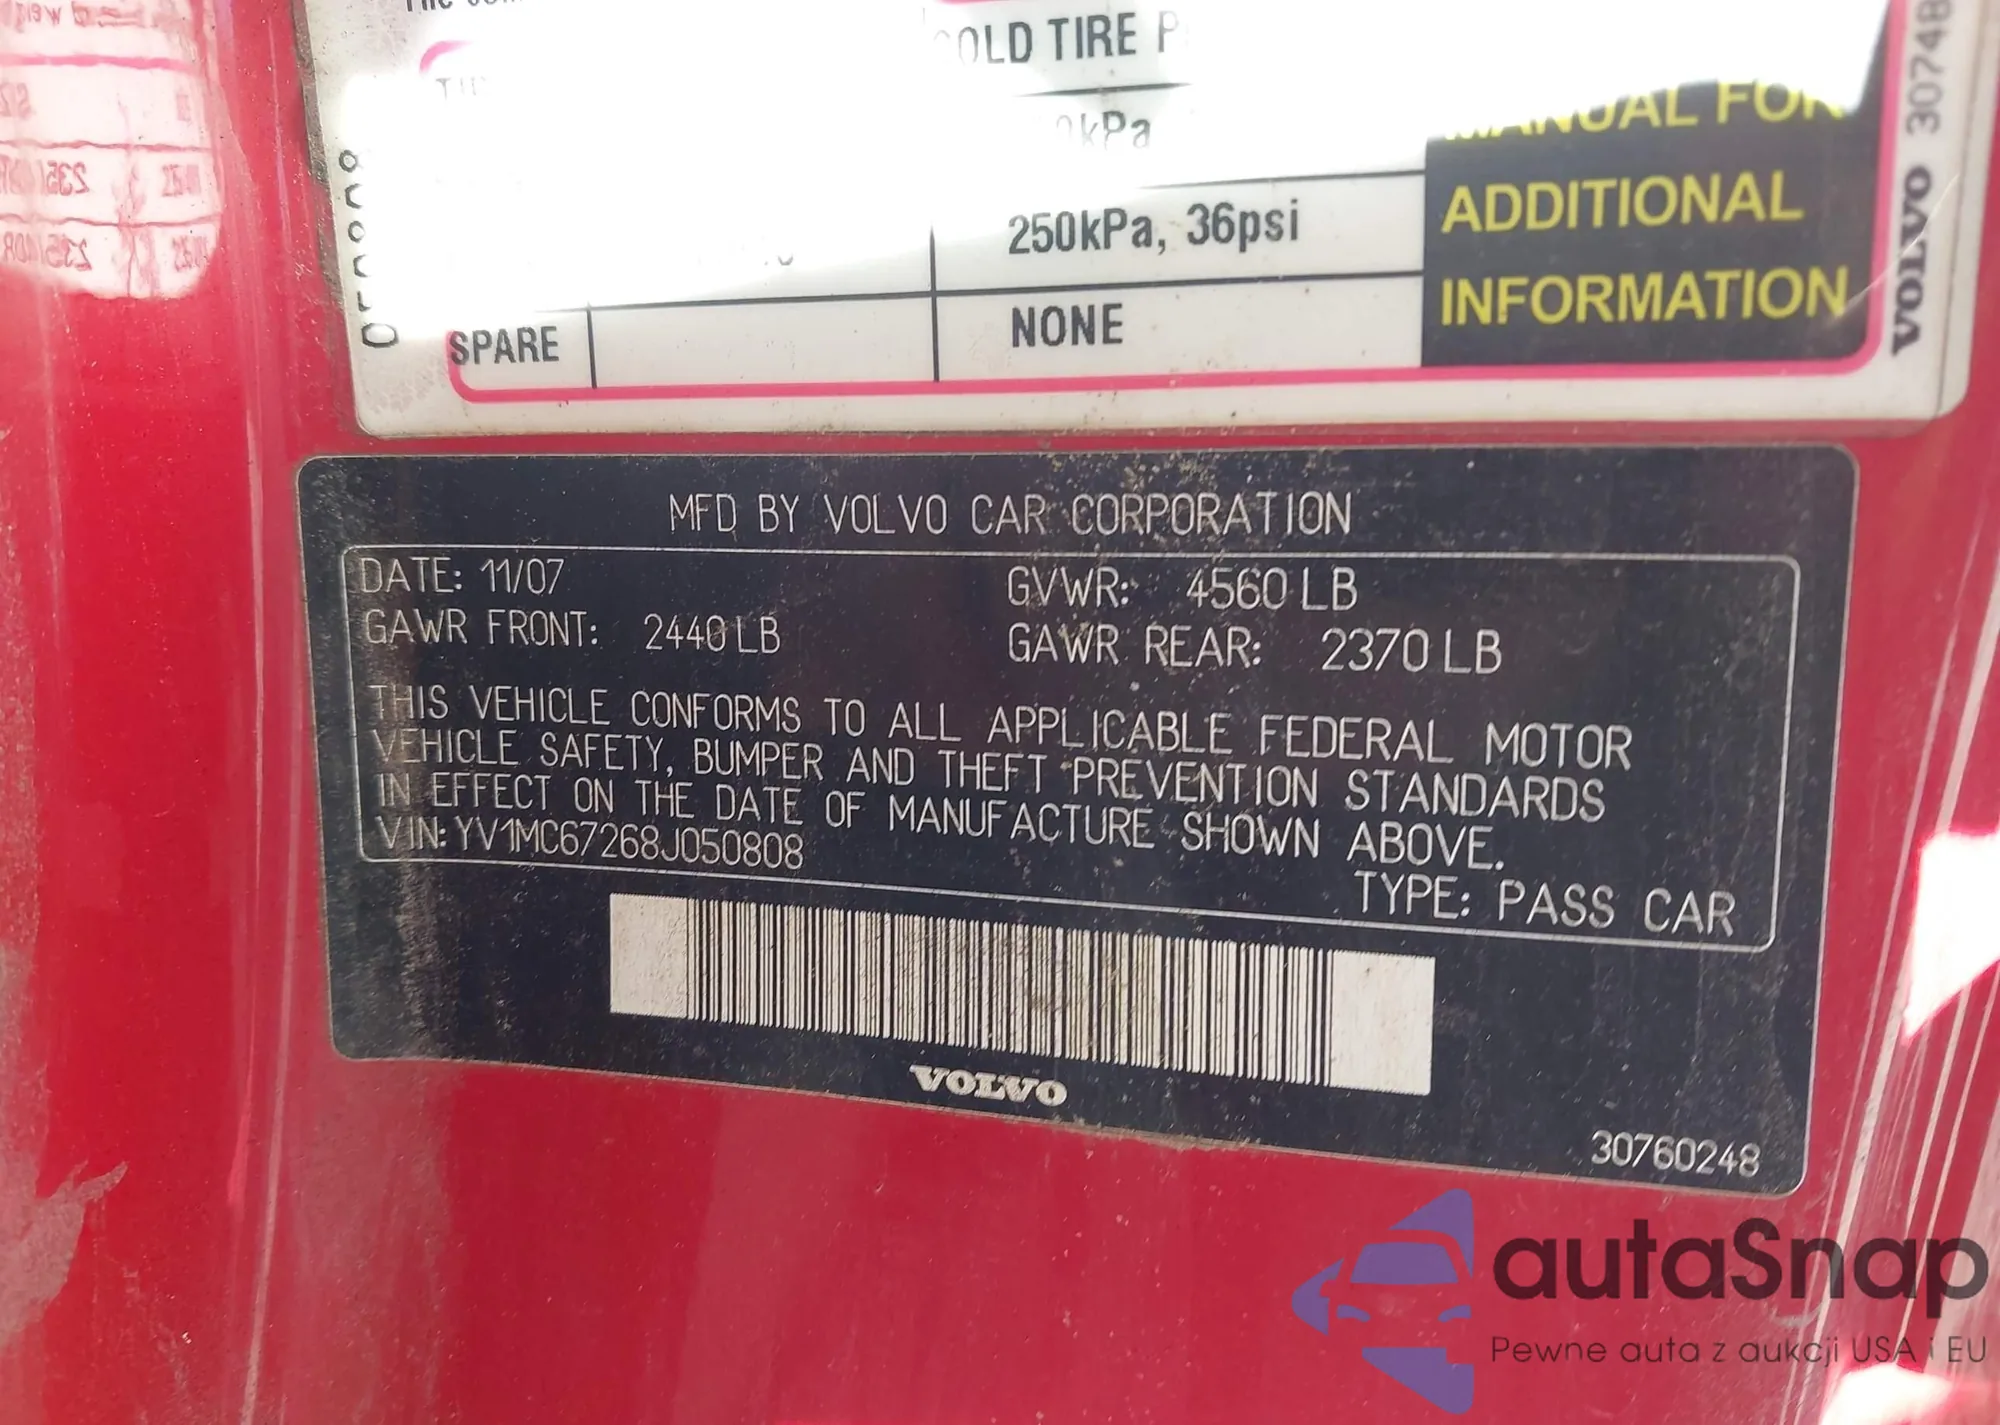 COLD TIRE P
0kPa
MANUAL FOR
250kPa, 36psi
ADDITIONAL
INFORMATION
SPARE
NONE
VOLVO 30748
MFD BY VOLVO CAR CORPORATION
DATE: 11/07 GVWR: 4560 LB
GAWR FRONT: 2440 LB GAWR REAR: 2370 LB
THIS VEHICLE CONFORMS TO ALL APPLICABLE FEDERAL MOTOR
VEHICLE SAFETY, BUMPER AND THEFT PREVENTION STANDARDS
IN EFFECT ON THE DATE OF MANUFACTURE SHOWN ABOVE.
VIN: YV1MC67268J050808
TYPE: PASS CAR
VOLVO
30760248
autoSnap
Pewne auta z aukcji USA i EU